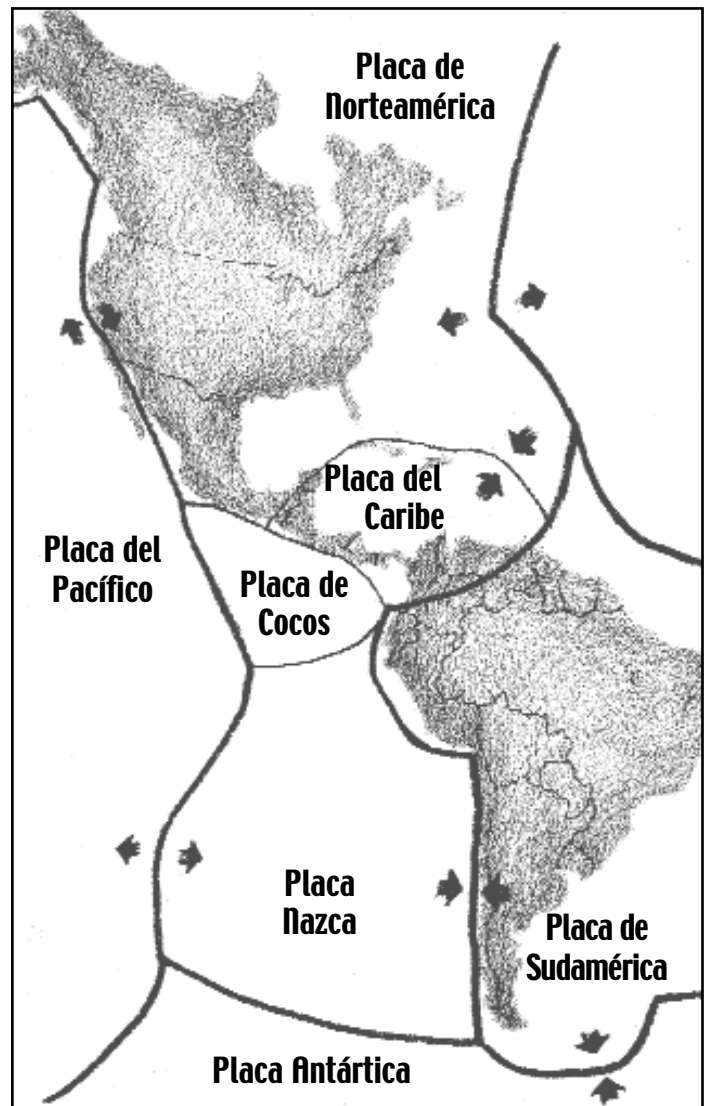 Placa de
Norteamérica
Placa del
Caribe
Placa del
Pacífico
Placa de
Cocos
Placa
Nazca
Placa de
Sudamérica
Placa Antártica